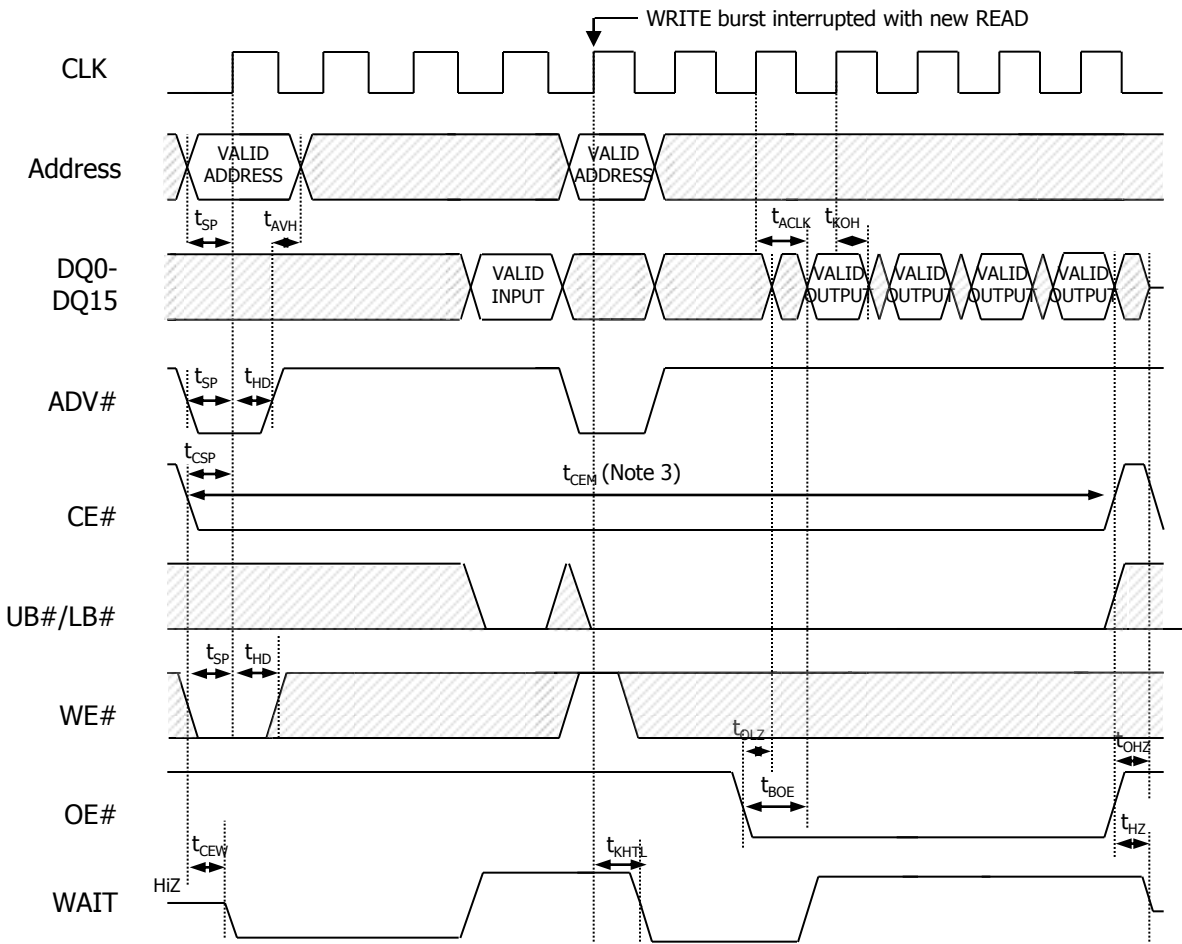 WRITE burst interrupted with new READ
CLK
Address
VALID
ADDRESS
VALID
ADDRESS
tSP
tAVH
tACLK
tKOH
DQ0-
DQ15
VALID
INPUT
VALID
OUTPUT
VALID
OUTPUT
VALID
OUTPUT
VALID
OUTPUT
ADV#
tSP
tHD
CE#
tCSP
tCEM (Note 3)
UB#/LB#
WE#
tSP
tHD
tOLZ
tOHZ
OE#
tBOE
tHZ
tCEW
tKHTL
HiZ
WAIT